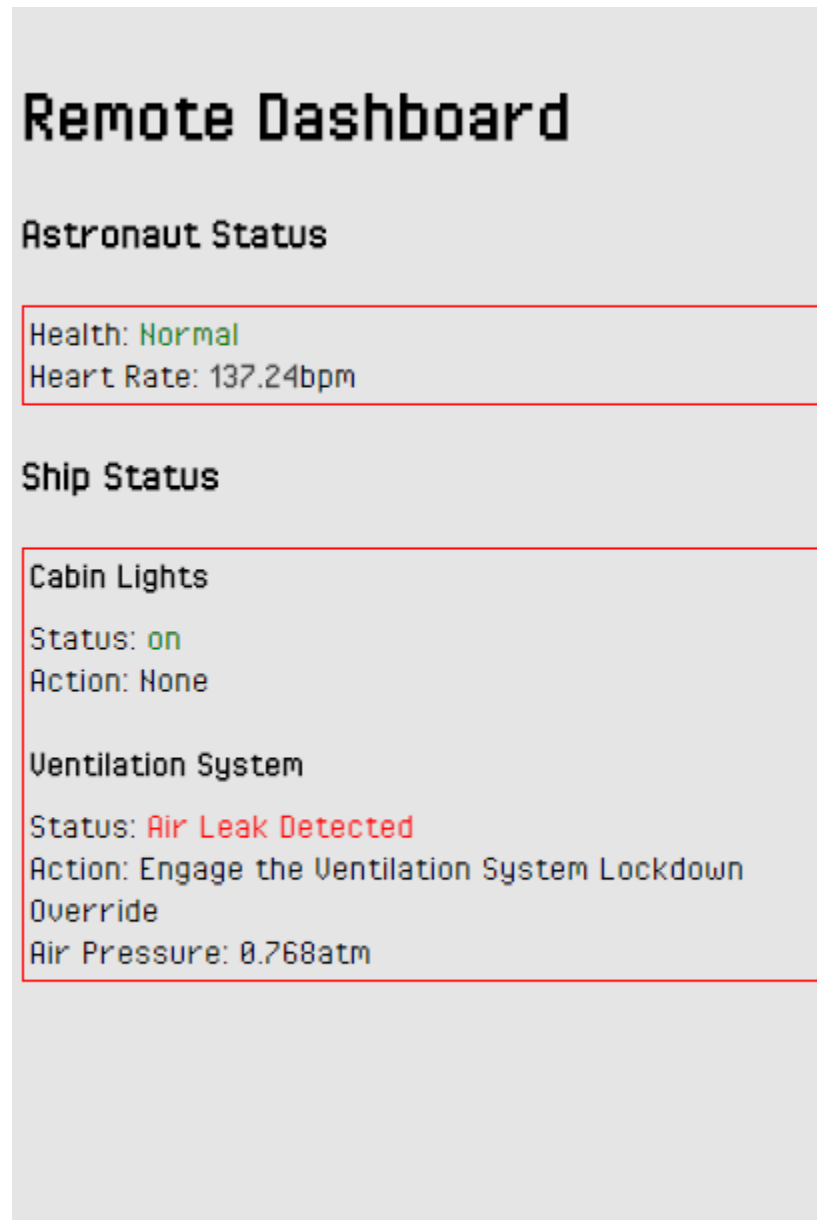 Remote Dashboard
Astronaut Status
Health: Normal
Heart Rate: 137.24bpm
Ship Status
Cabin Lights
Status: on
Action: None
Ventilation System
Status: Air Leak Detected
Action: Engage the Ventilation System Lockdown
Override
Air Pressure: 0.768atm